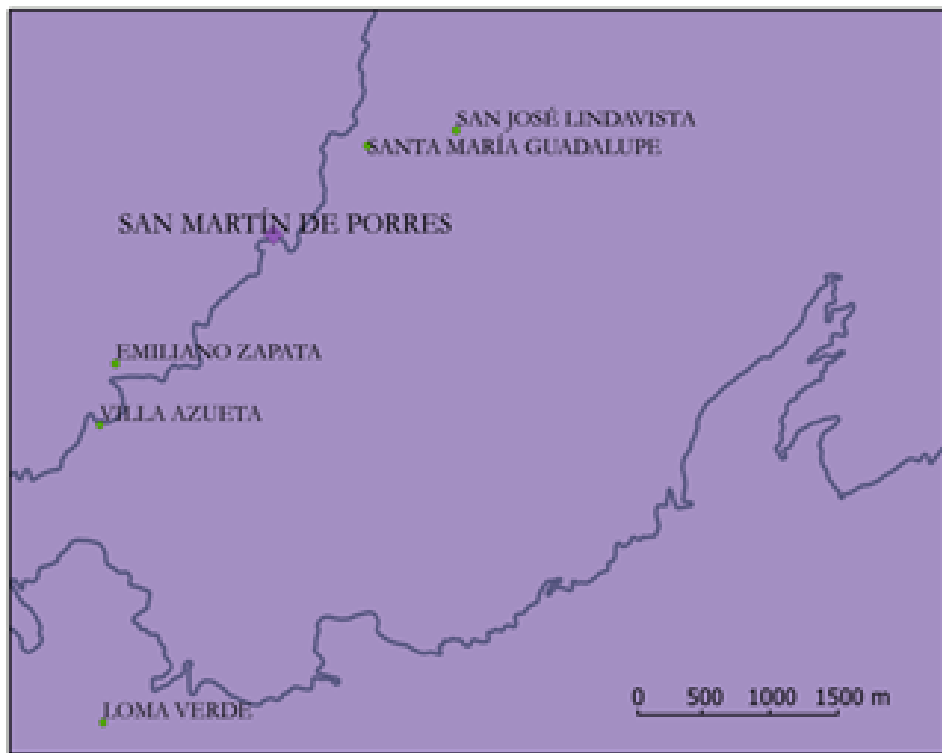 SAN JOSÉ LINDAVISTA
SANTA MARÍA GUADALUPE
SAN MARTÍN DE PORRES
EMILIANO ZAPATA
VILLA AZUETA
LOMA VERDE
0 500 1000 1500 m